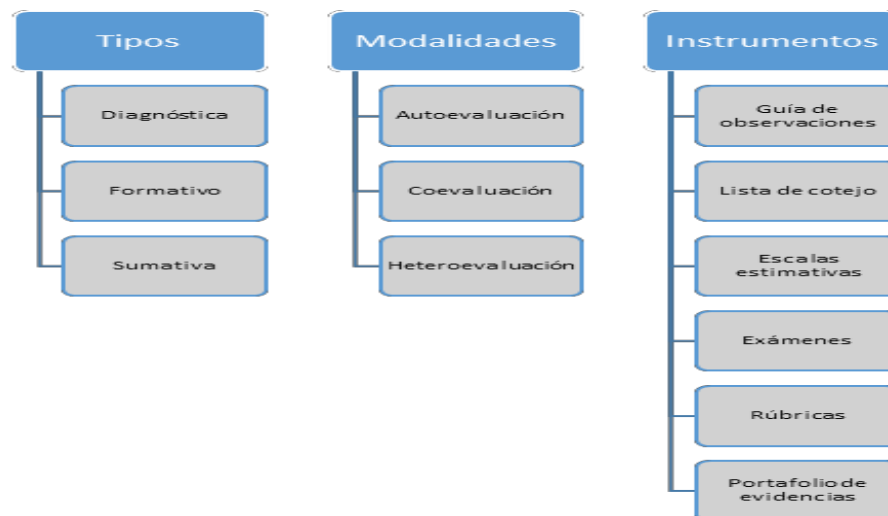 Tipos
Diagnóstica
Formativo
Sumativa
Modalidades
Autoevaluación
Coevaluación
Heteroevaluación
Instrumentos
Guía de
observaciones
Lista de cotejo
Escalas
estimativas
Exámenes
Rúbricas
Portafolio de
evidencias